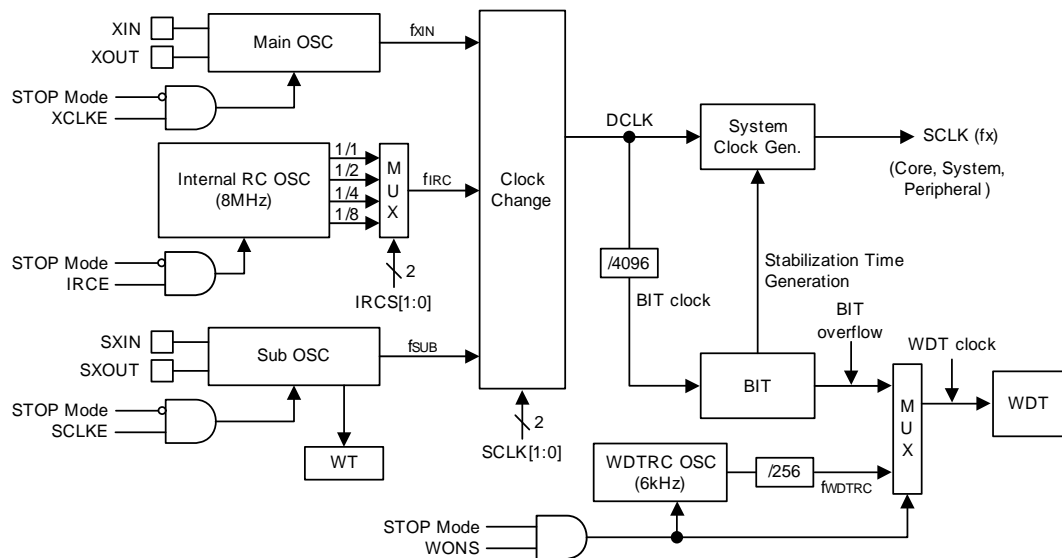 XIN
XOUT
Main OSC
fXIN
STOP Mode
XCLKE
Internal RC OSC
(8MHz)
1/1
1/2
1/4
1/8
MUX
fIRC
STOP Mode
IRCE
2
IRCS[1:0]
SXIN
SXOUT
Sub OSC
fSUB
STOP Mode
SCLKE
WT
Clock
Change
2
SCLK[1:0]
DCLK
System
Clock Gen.
SCLK (fx)
(Core, System,
Peripheral )
/4096
BIT clock
Stabilization Time
Generation
BIT
overflow
BIT
WDT clock
MUX
WDT
WDTRC OSC
(6kHz)
/256
fWDTRC
STOP Mode
WONS